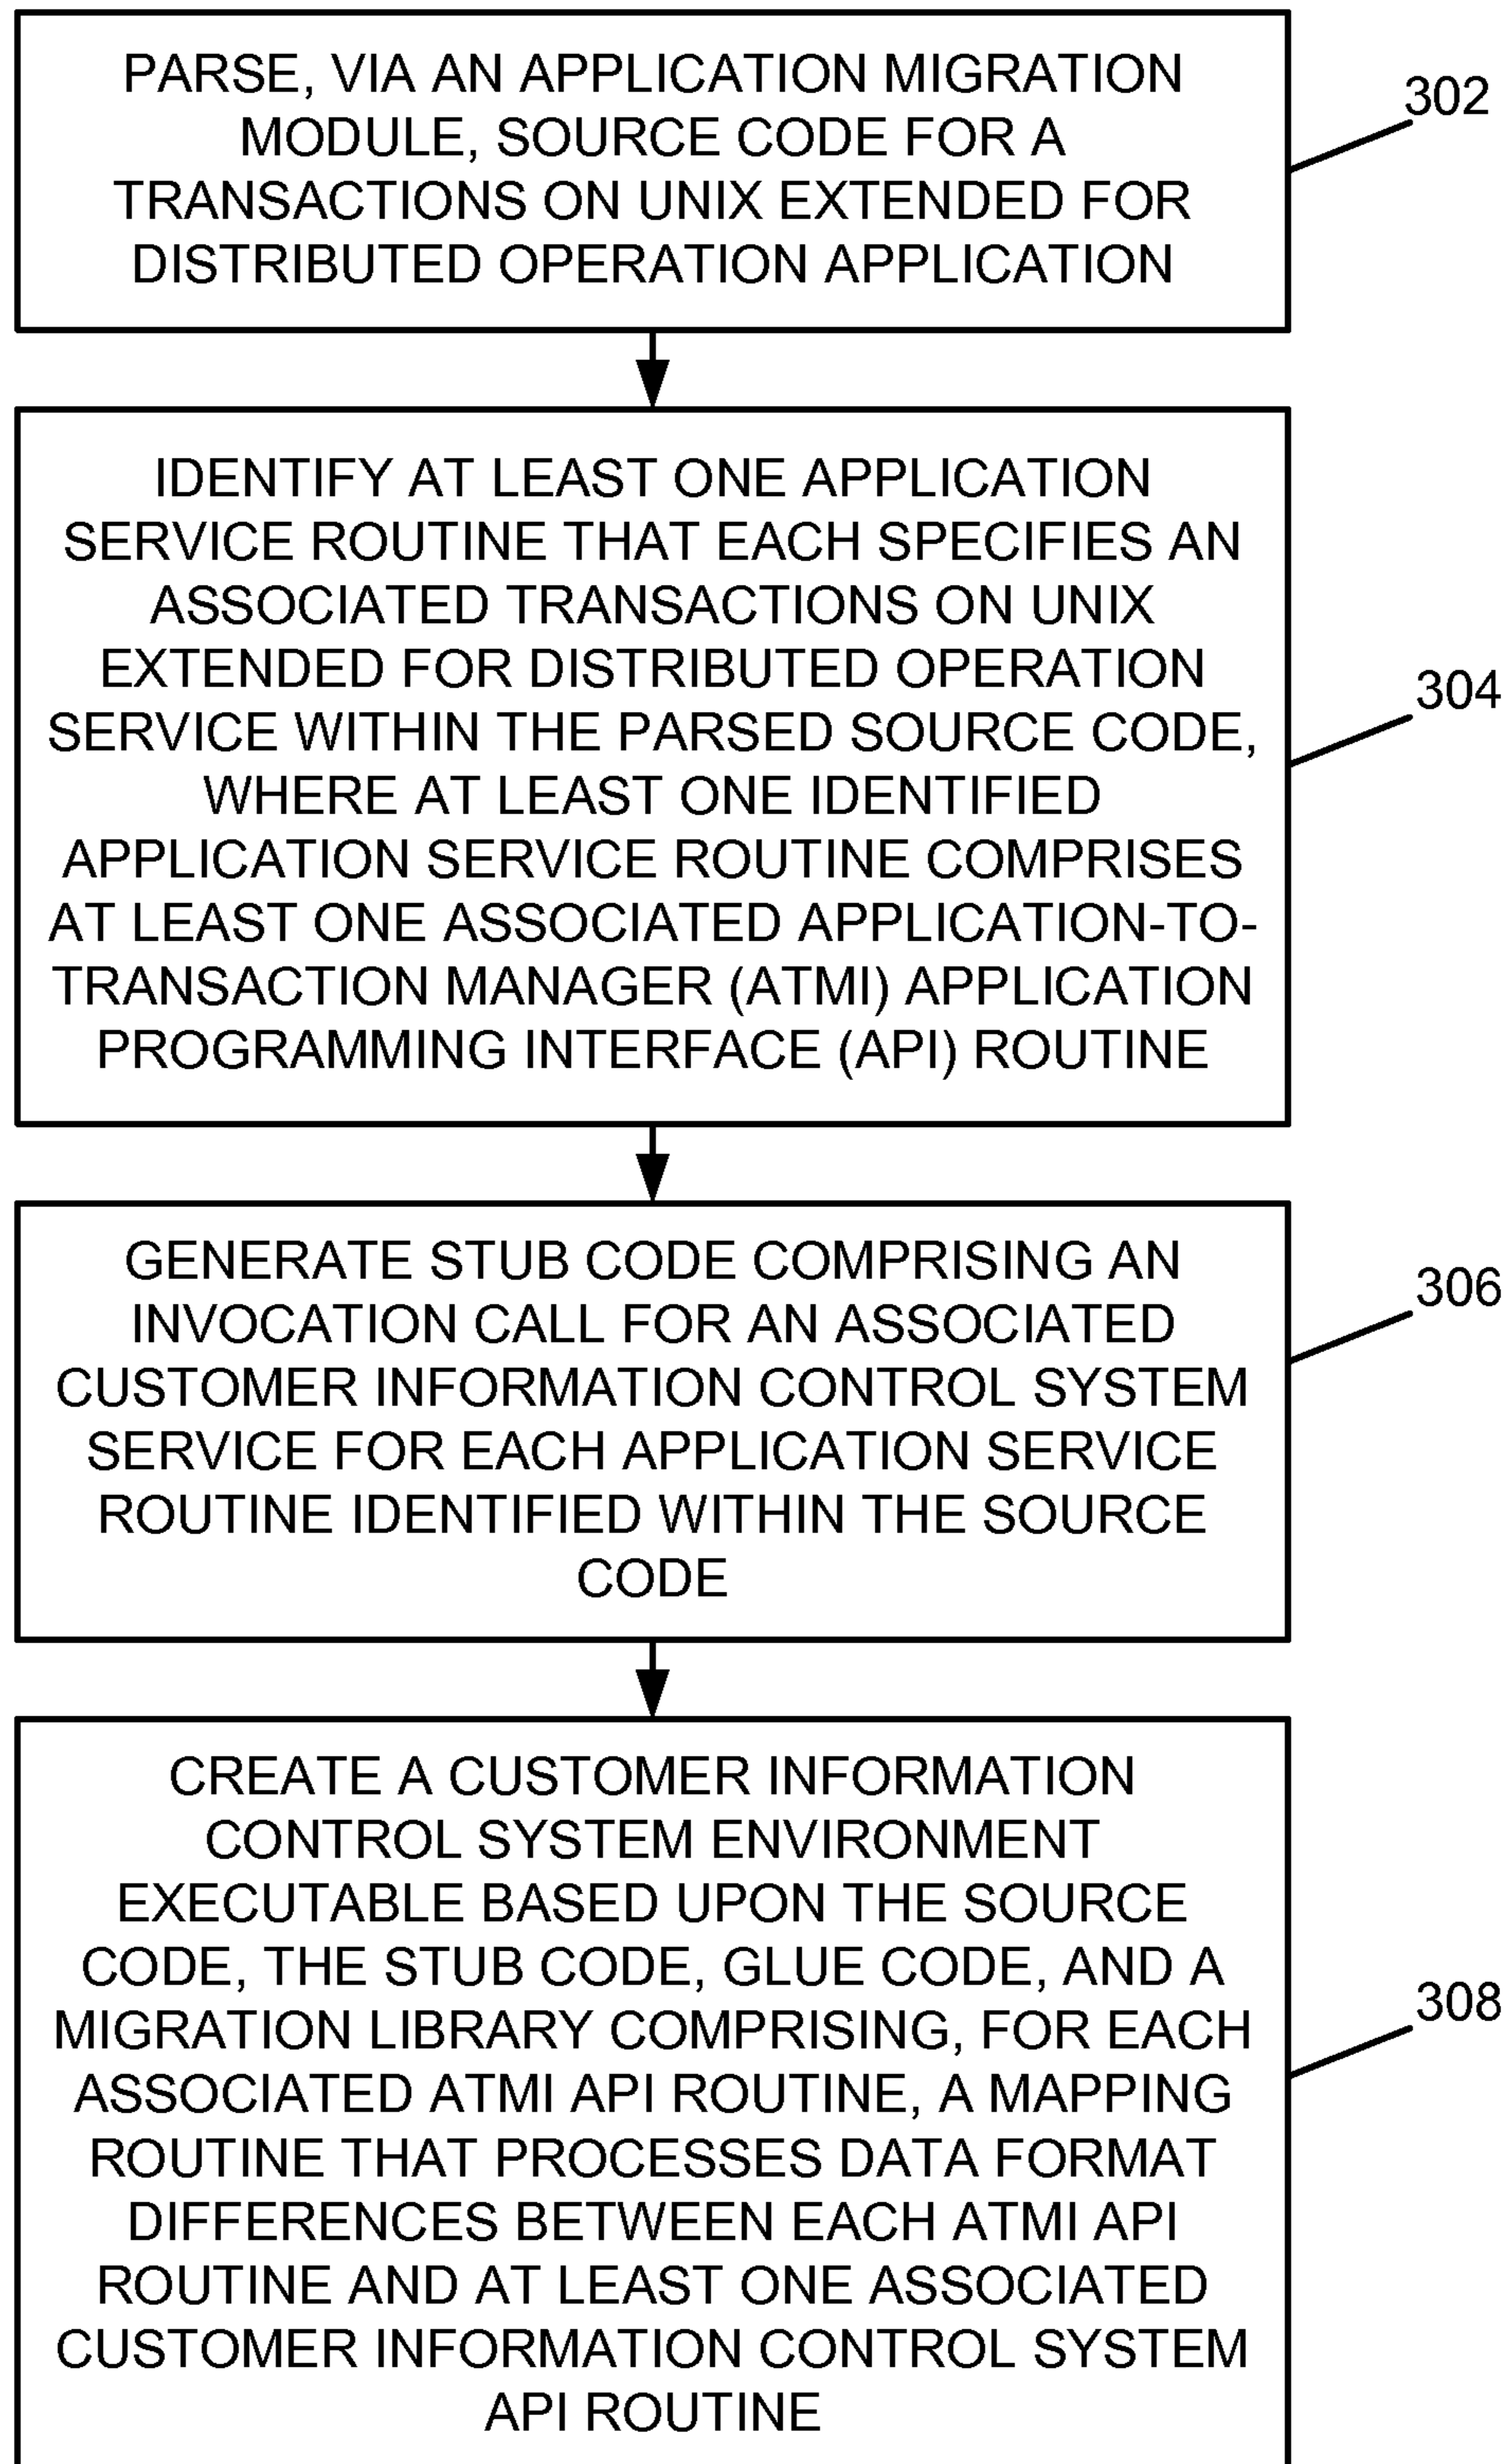 PARSE, VIA AN APPLICATION MIGRATION
MODULE, SOURCE CODE FOR A
TRANSACTIONS ON UNIX EXTENDED FOR
DISTRIBUTED OPERATION APPLICATION
302
IDENTIFY AT LEAST ONE APPLICATION
SERVICE ROUTINE THAT EACH SPECIFIES AN
ASSOCIATED TRANSACTIONS ON UNIX
EXTENDED FOR DISTRIBUTED OPERATION
SERVICE WITHIN THE PARSED SOURCE CODE,
WHERE AT LEAST ONE IDENTIFIED
APPLICATION SERVICE ROUTINE COMPRISES
AT LEAST ONE ASSOCIATED APPLICATION-TO-
TRANSACTION MANAGER (ATMI) APPLICATION
PROGRAMMING INTERFACE (API) ROUTINE
304
GENERATE STUB CODE COMPRISING AN
INVOCATION CALL FOR AN ASSOCIATED
CUSTOMER INFORMATION CONTROL SYSTEM
SERVICE FOR EACH APPLICATION SERVICE
ROUTINE IDENTIFIED WITHIN THE SOURCE
CODE
306
CREATE A CUSTOMER INFORMATION
CONTROL SYSTEM ENVIRONMENT
EXECUTABLE BASED UPON THE SOURCE
CODE, THE STUB CODE, GLUE CODE, AND A
MIGRATION LIBRARY COMPRISING, FOR EACH
ASSOCIATED ATMI API ROUTINE, A MAPPING
ROUTINE THAT PROCESSES DATA FORMAT
DIFFERENCES BETWEEN EACH ATMI API
ROUTINE AND AT LEAST ONE ASSOCIATED
CUSTOMER INFORMATION CONTROL SYSTEM
API ROUTINE
308